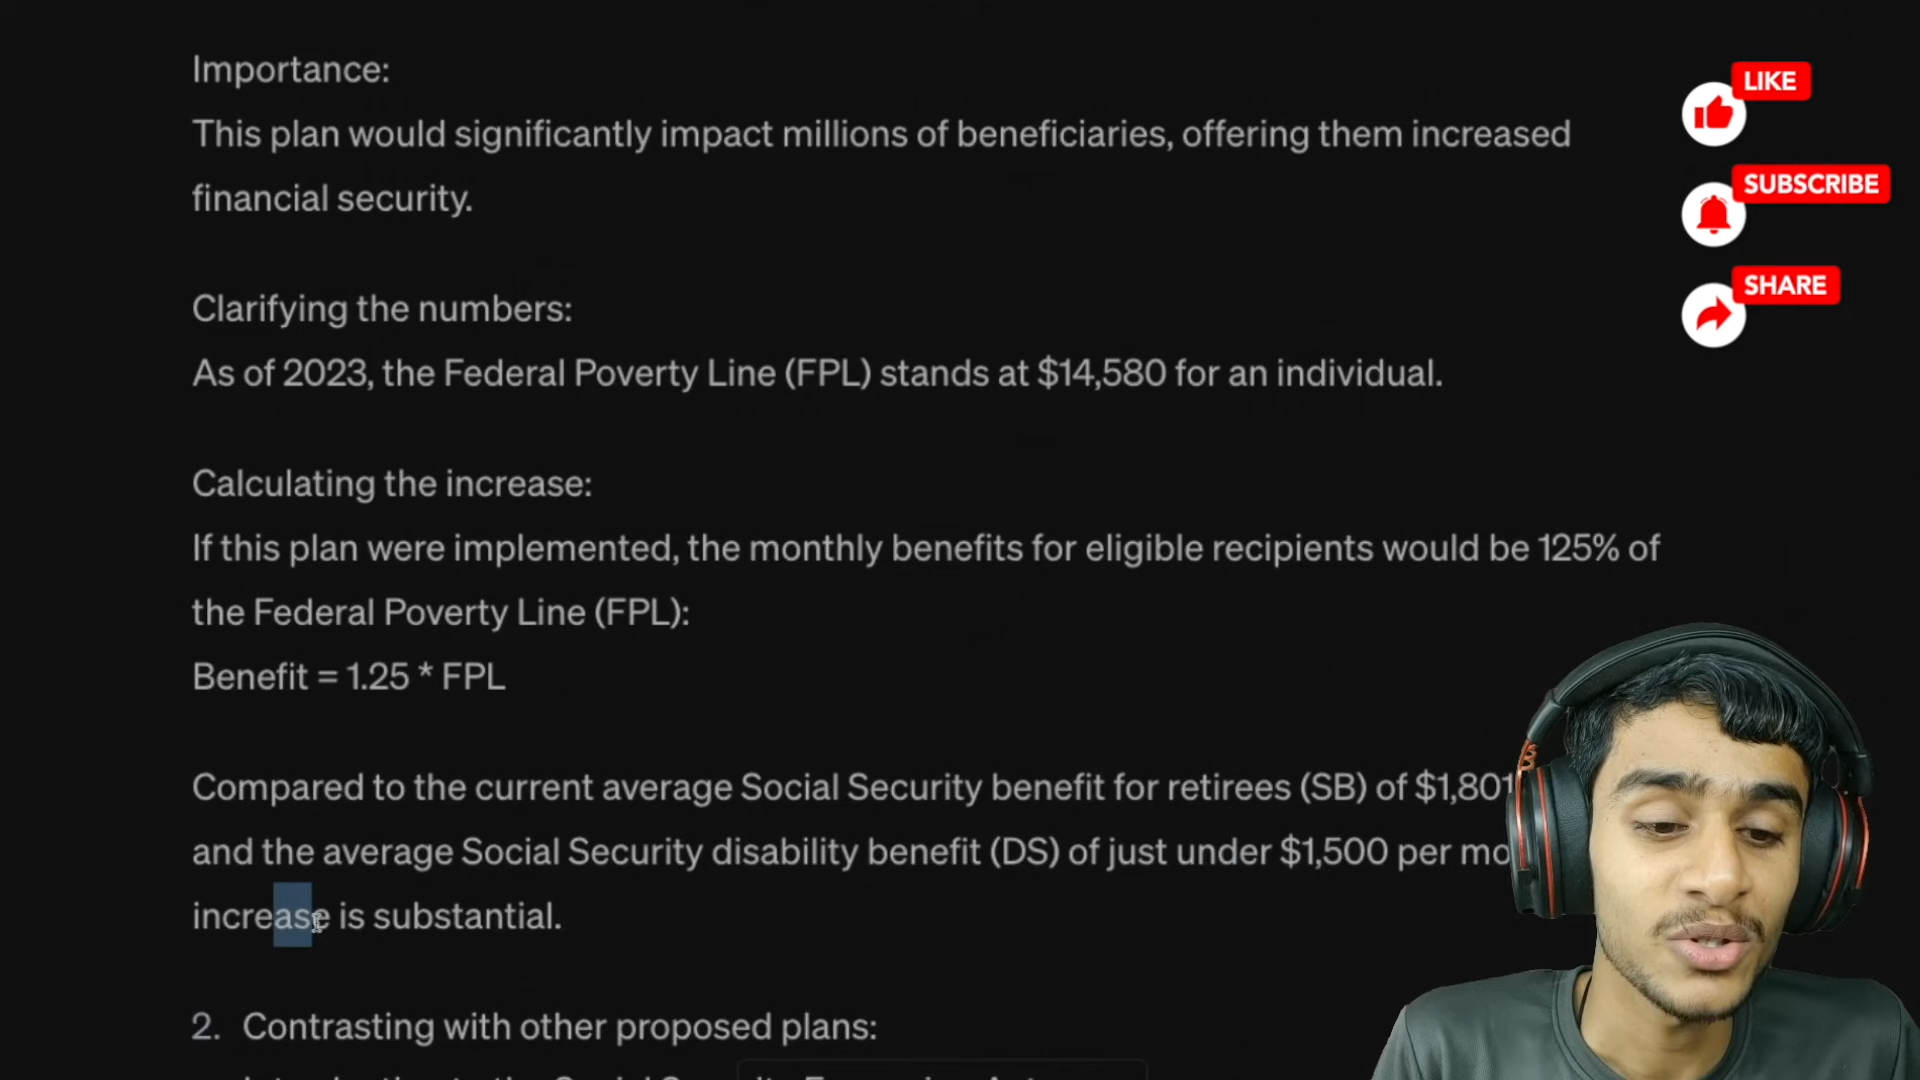 Importance:
This plan would significantly impact millions of beneficiaries, offering them increased
financial security.
Clarifying the numbers:
As of 2023, the Federal Poverty Line (FPL) stands at $14,580 for an individual.
Calculating the increase:
If this plan were implemented, the monthly benefits for eligible recipients would be 125% of
the Federal Poverty Line (FPL):
Benefit = 1.25 * FPL
Compared to the current average Social Security benefit for retirees (SB) of $1,801
and the average Social Security disability benefit (DS) of just under $1,500 per mo
increase is substantial.
2. Contrasting with other proposed plans:
LIKE
SUBSCRIBE
SHARE